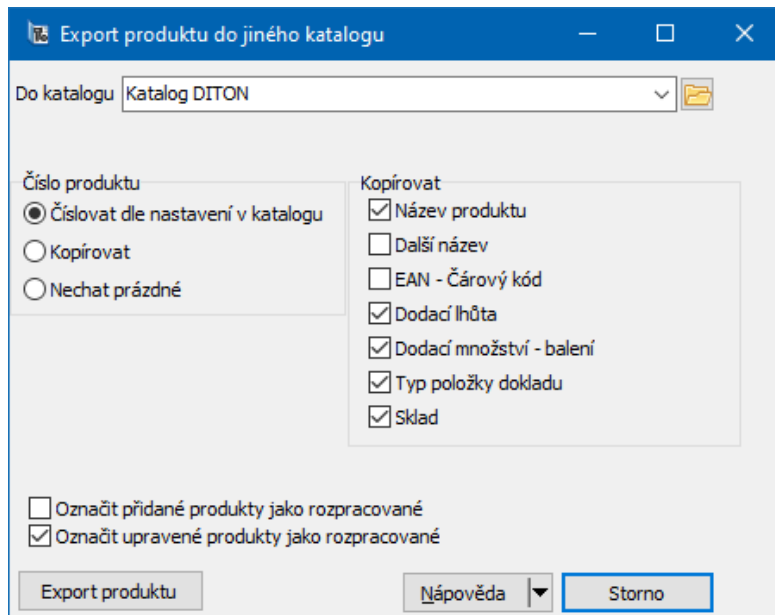 Export produktu do jiného katalogu
Do katalogu Katalog DITON
Číslo produktu
Číslovat dle nastavení v katalogu
Kopírovat
Nechat prázdné
Kopírovat
Název produktu
Další název
EAN - Čárový kód
Dodací lhůta
Dodací množství - balení
Typ položky dokladu
Sklad
Označit přidané produkty jako rozpracované
Označit upravené produkty jako rozpracované
Export produktu Nápověda Storno